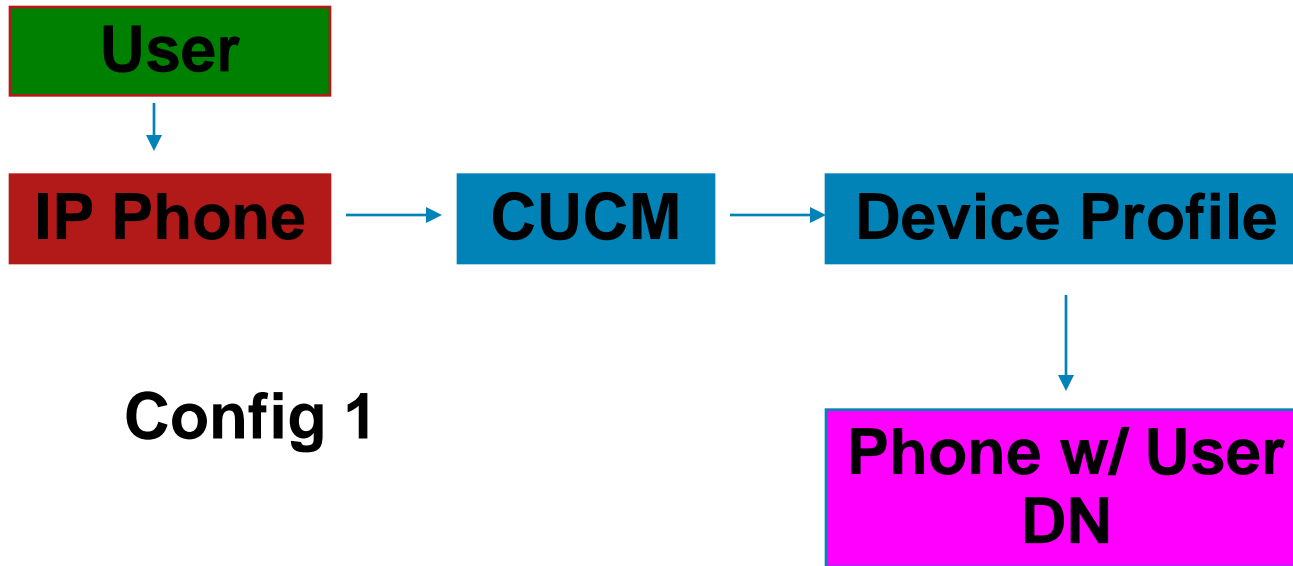 User
IP Phone
CUCM
Device Profile
Config 1
Phone w/ User
DN